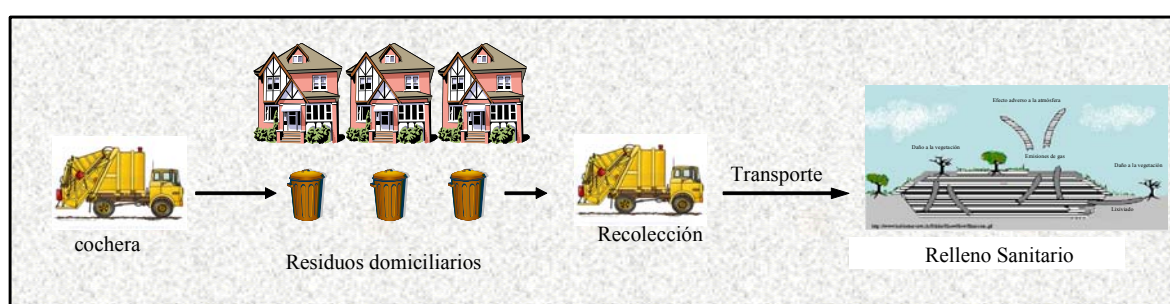 cochera
Residuos domiciliarios
Recolección
Transporte
Efecto adverso a la atmósfera
Daño a la vegetación
Emisiones de gas
Daño a la vegetación
Lixiviado
Relleno Sanitario